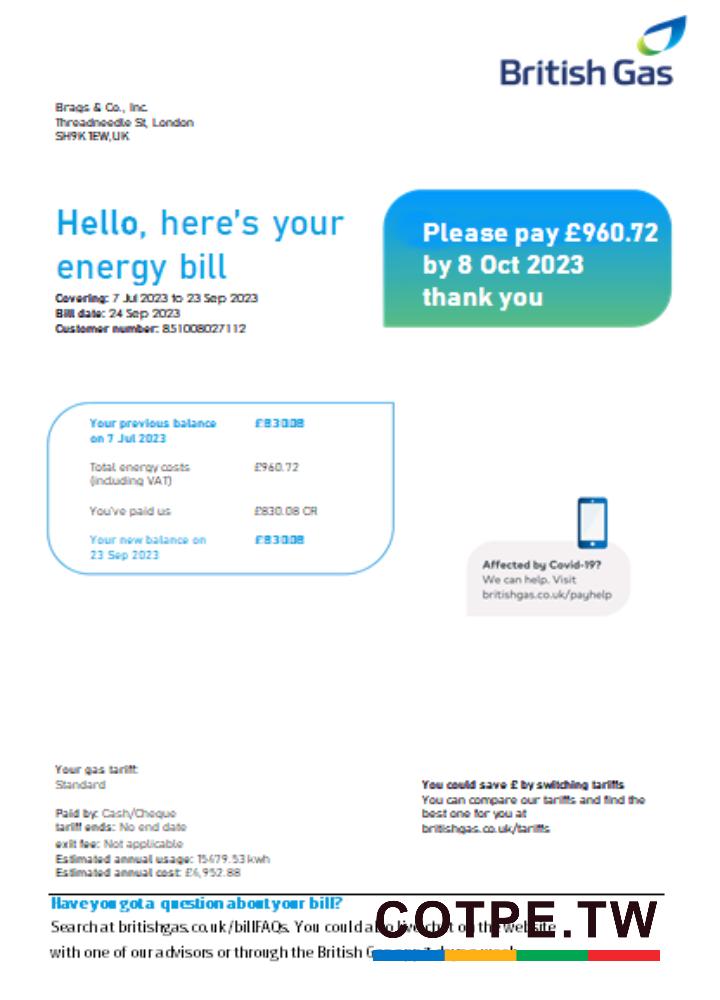 British Gas
Brags & Co., Inc.
Threadneedle St, London
SH9K 1EW,UK
Hello, here's your
energy bill
Covering: 7 Jul 2023 to 23 Sep 2023
Bill date: 24 Sep 2023
Customer number: 851008027112
Please pay £960.72
by 8 Oct 2023
thank you
Your previous balance £830.08
on 7 Jul 2023
Total energy costs £960.72
(including VAT)
You've paid us £830.08 CR
Your new balance on £830.08
23 Sep 2023
Affected by Covid-19?
We can help. Visit
britishgas.co.uk/payhelp
Your gas tariff:
Standard
Paid by: Cash/Cheque
tariff ends: No end date
exit fee: Not applicable
Estimated annual usage: 15479.53kwh
Estimated annual cost: £4,952.88
You could save £ by switching tariffs
You can compare our tariffs and find the
best one for you at
britishgas.co.uk/tariffs
Have you got a question about your bill?
Search at britishgas.co.uk/billFAQs. You could also live chat on the website
with one of our advisors or through the British
COTPE.TW